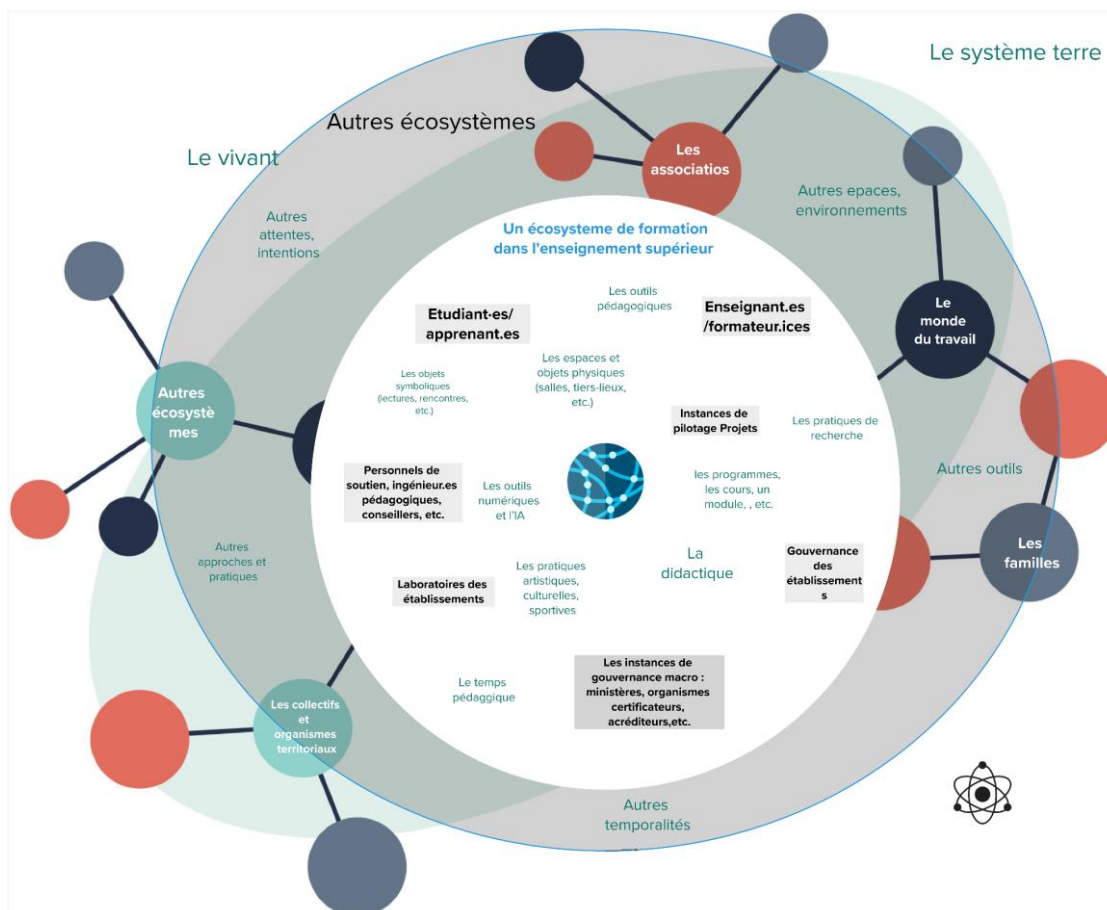 Le système terre
Autres écosystèmes
Le vivant
Les
associatios
Autres epaces,
environnements
Autres
attentes,
intentions
Un écosysteme de formation
dans l'enseignement supérieur
Les outils
pédagogiques
Etudiant·es/
apprenant.es
Enseignant.es
/formateur.ices
Le
monde
du travail
Les espaces et
objets physiques
(salles, tiers-lieux,
etc.)
Les objets
symboliques
(lectures, rencontres,
etc.)
Autres
écosystè
mes
Instances de
pilotage Projets
Les pratiques de
recherche
Autres outils
Personnels de
soutien, ingénieur.es
pédagogiques,
conseillers, etc.
Les outils
numériques
et l'IA
les programmes,
les cours, un
module, , etc.
Autres
approches et
pratiques
La
didactique
Gouvernance
des
établissement
s
Les
familles
Laboratoires des
établissements
Les pratiques
artistiques,
culturelles,
sportives
Le temps
pédaggique
Les instances de
gouvernance macro :
ministères, organismes
certificateurs,
acréditeurs,etc.
Les collectifs
et
organismes
territoriaux
Autres
temporalités